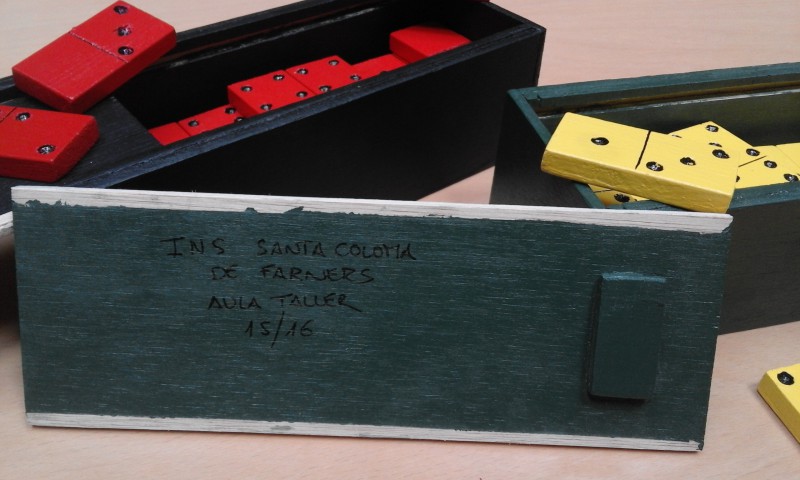 INS SANTA COLOMA
DE FARNERS
AULA TALLER
15/16